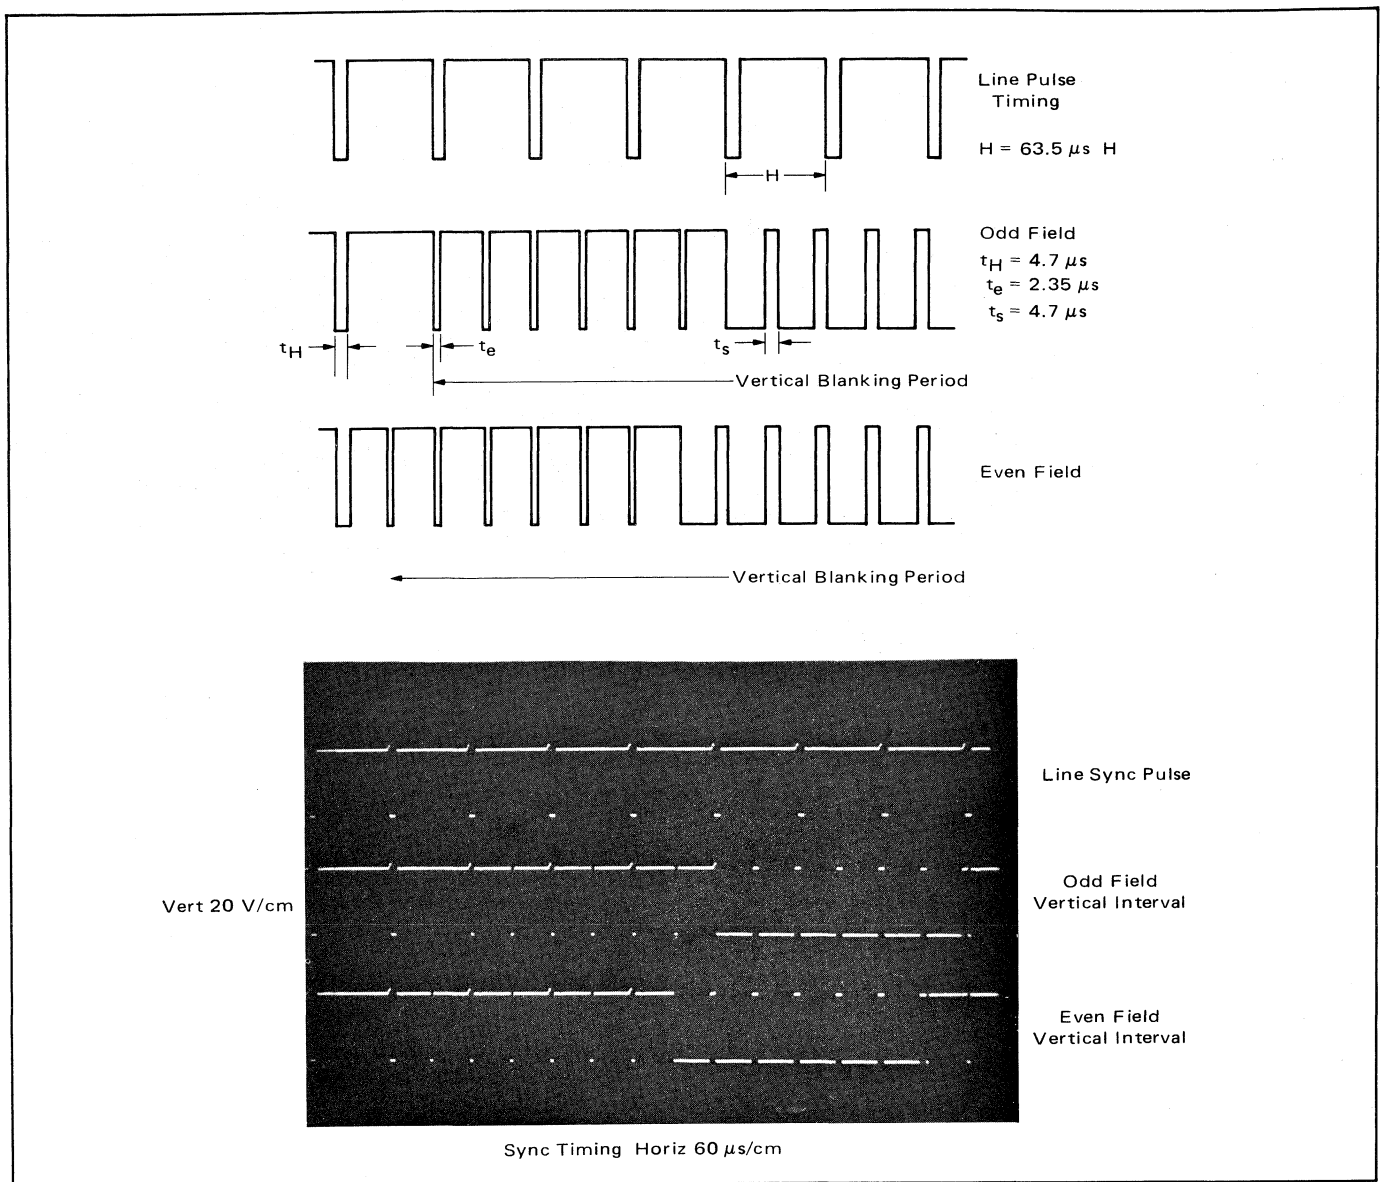 Line Pulse
Timing
H = 63.5 μs H
H
Odd Field
tH = 4.7 μs
te = 2.35 μs
ts = 4.7 μs
tH
te
ts
Vertical Blanking Period
Even Field
Vertical Blanking Period
Line Sync Pulse
Vert 20 V/cm
Odd Field
Vertical Interval
Even Field
Vertical Interval
Sync Timing Horiz 60 μs/cm